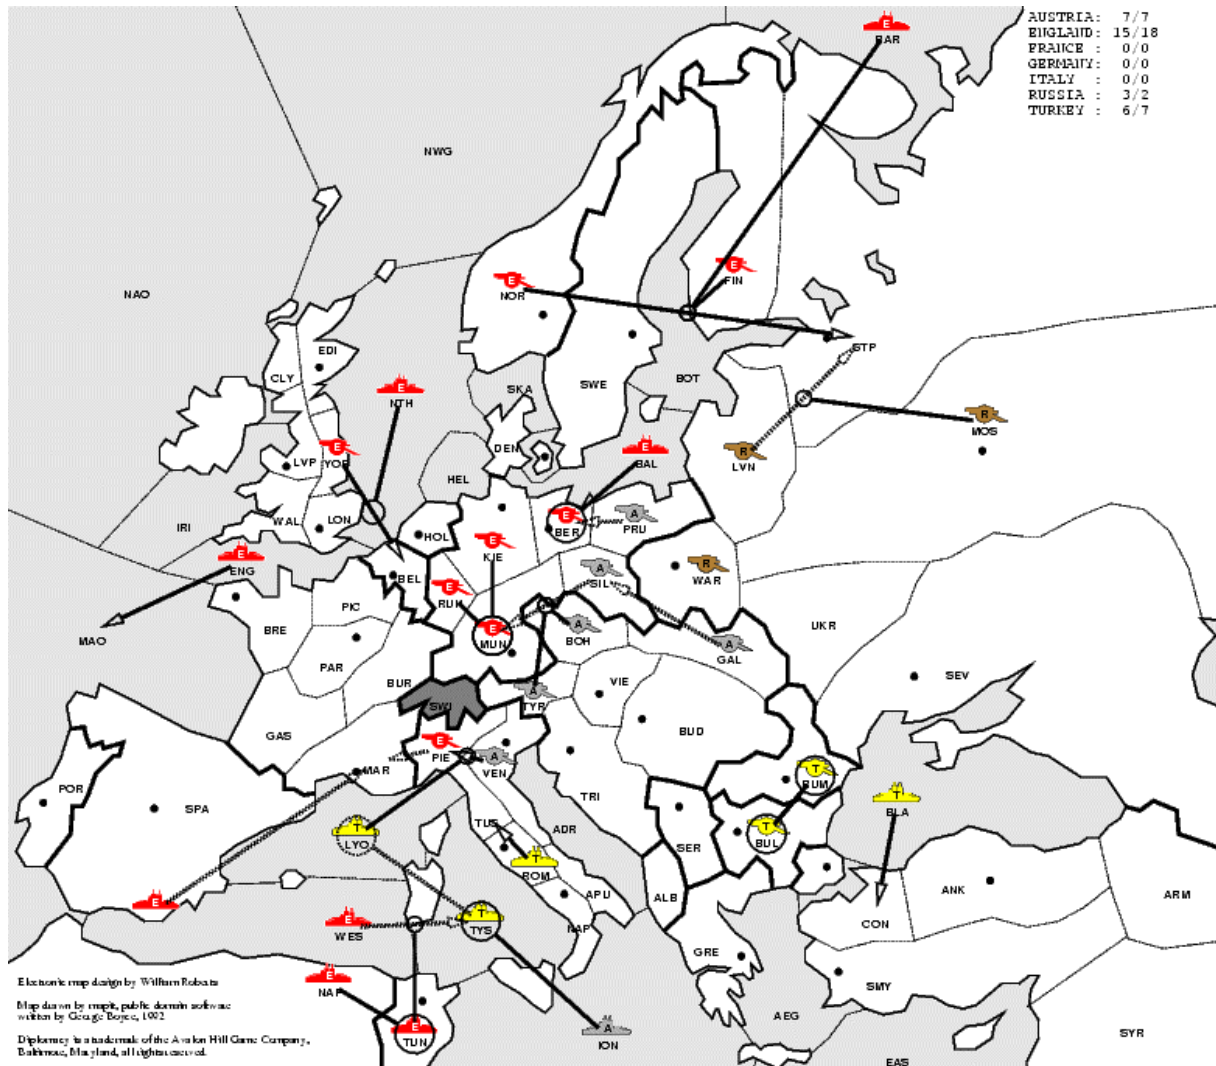 AUSTRIA: 7/7
ENGLAND: 15/18
FRANCE : 0/0
GERMANY: 0/0
ITALY : 0/0
RUSSIA : 3/2
TURKEY : 6/7
E
BAR
NWG
NAO
E
NOR
E
FIN
STP
EDI
CLY
E
NTH
SKA
SWE
BOT
R
MOS
E
YOR
LVP
DEN
E
BAL
R
LVN
HEL
IRI
WAL
LON
HOL
E
BER
A
PRU
E
ENG
E
KIE
BEL
A
SIL
R
WAR
E
RUH
PIC
BRE
MAO
E
MUN
A
BOH
A
GAL
UKR
PAR
BUR
SWI
A
TYR
VIE
SEV
BUD
GAS
E
PIE
A
VEN
MAR
T
RUM
POR
SPA
TRI
T
BLA
T
LYO
TUS
ADR
SER
T
BUL
T
ROM
APU
ALB
ANK
ARM
E
E
WES
T
TYS
NAP
CON
GRE
E
NAF
SMY
AEG
E
TUN
A
ION
SYR
EAS
Electronic map design by William Roberts
Map drawn by mapit, public domain software
written by George Boyce, 1992
Diplomacy is a trademark of the Avalon Hill Game Company,
Baltimore, Maryland, all rights reserved.